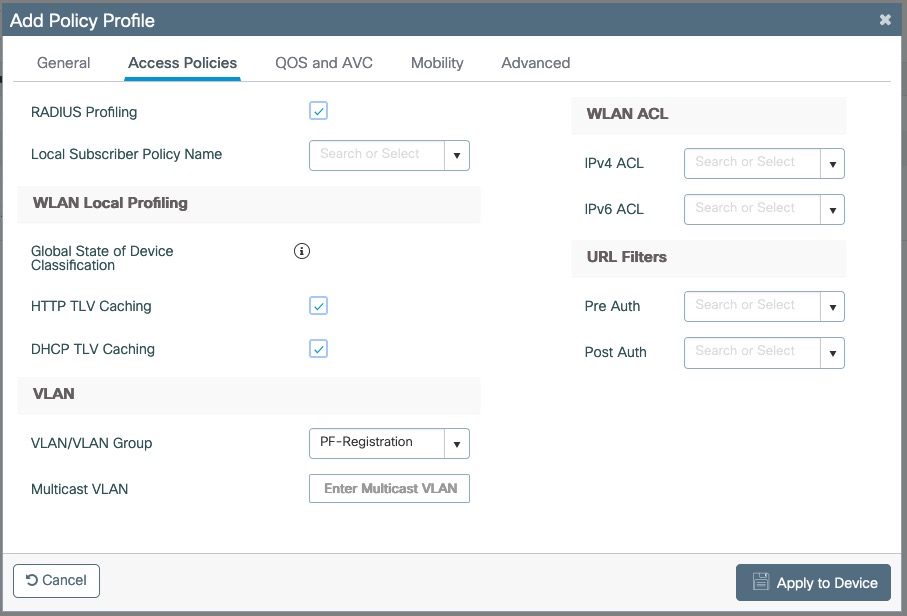 Add Policy Profile
General
Access Policies
QOS and AVC
Mobility
Advanced
RADIUS Profiling
Local Subscriber Policy Name
Search or Select
WLAN Local Profiling
Global State of Device
Classification
HTTP TLV Caching
DHCP TLV Caching
VLAN
VLAN/VLAN Group
PF-Registration
Multicast VLAN
Enter Multicast VLAN
WLAN ACL
IPv4 ACL
Search or Select
IPv6 ACL
Search or Select
URL Filters
Pre Auth
Search or Select
Post Auth
Search or Select
Cancel
Apply to Device